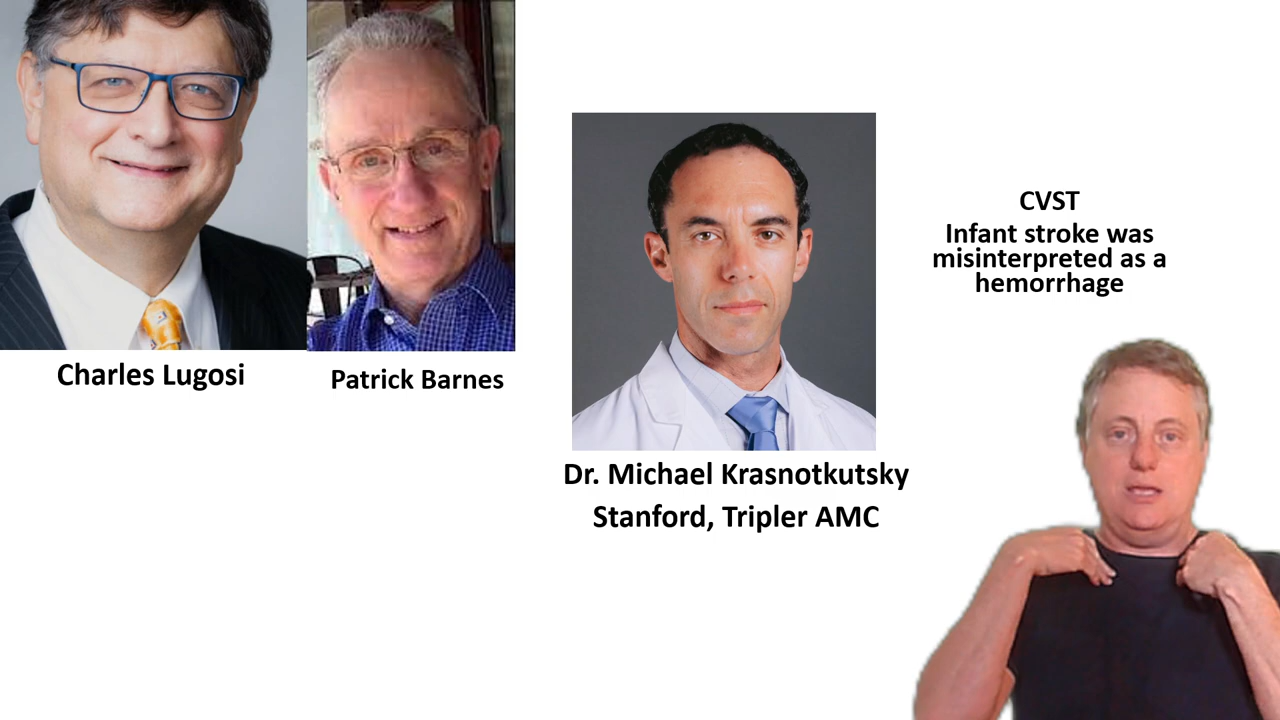 Charles Lugosi
Patrick Barnes
Dr. Michael Krasnotkutsky
Stanford, Tripler AMC
CVST
Infant stroke was
misinterpreted as a
hemorrhage